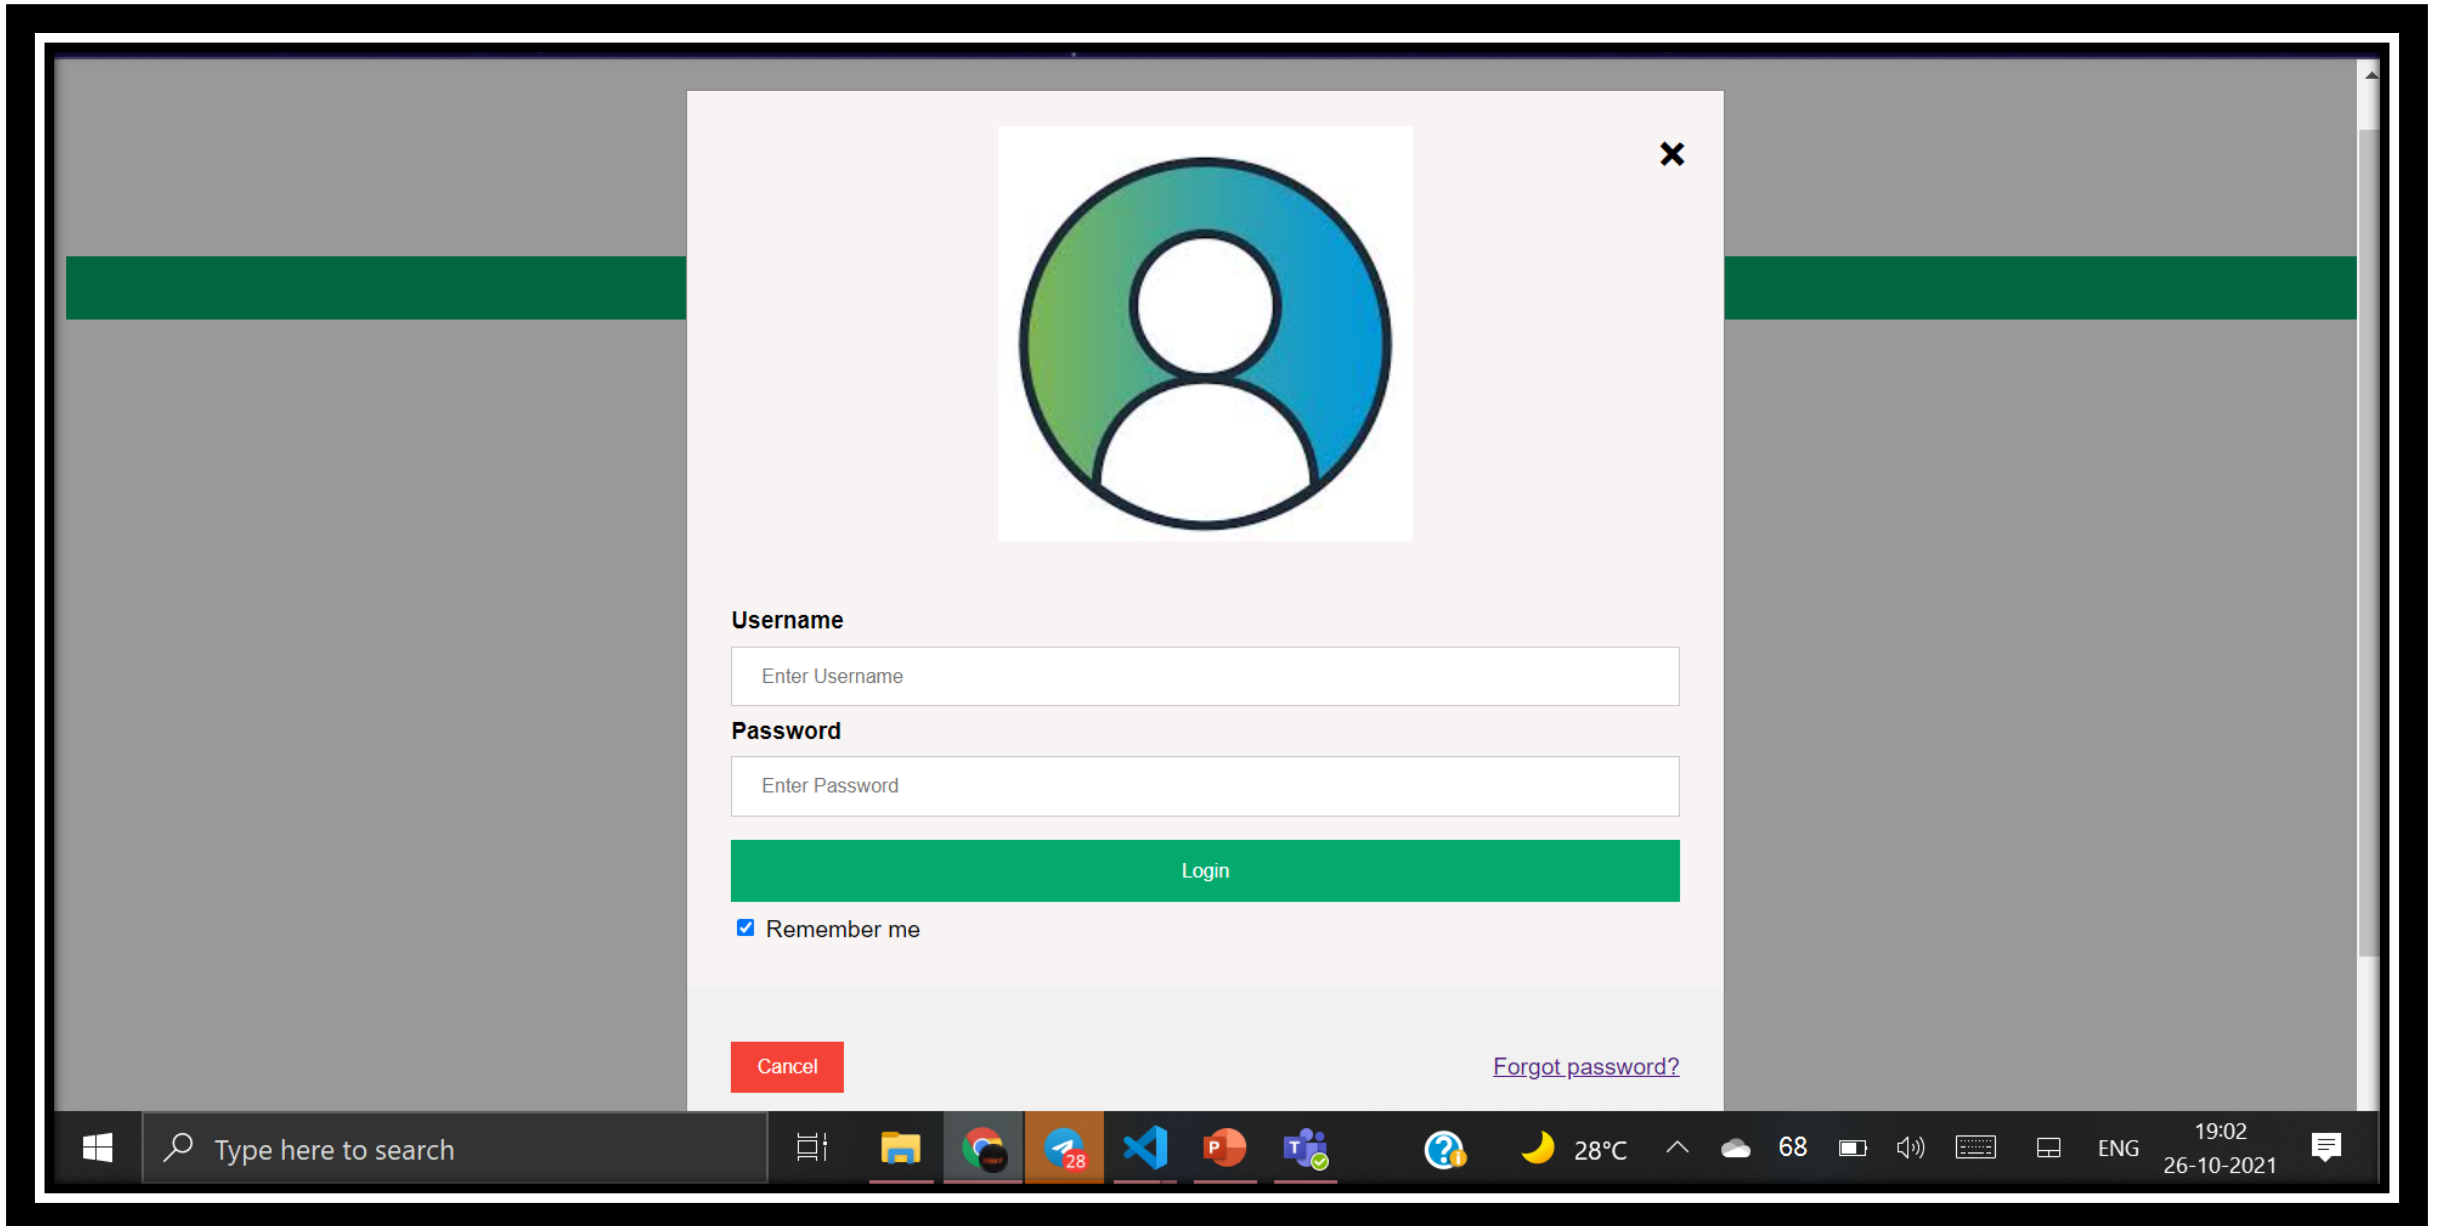 Username
Enter Username
Password
Enter Password
Login
Remember me
Cancel
Forgot password?
Type here to search
28
28°C
68
ENG
19:02
26-10-2021